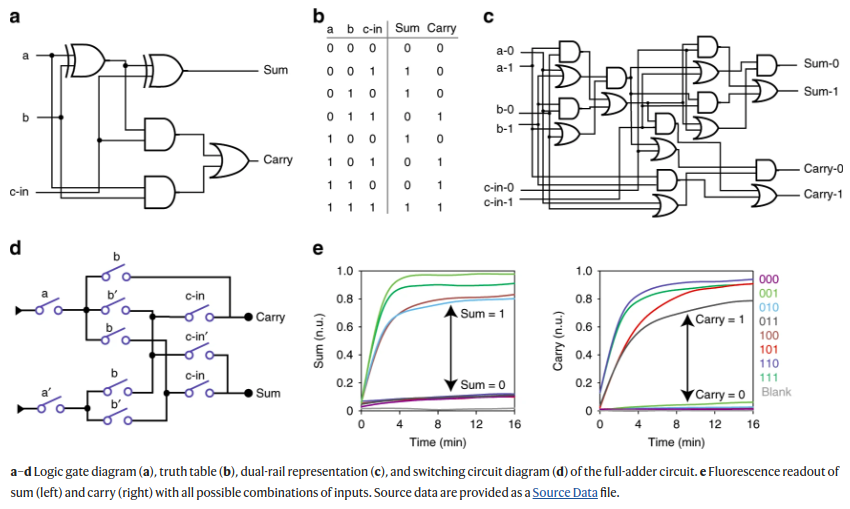 a
b
c
a
b
c-in
Sum
Carry
a b c-in Sum Carry
0 0 0 0 0
0 0 1 1 0
0 1 0 1 0
0 1 1 0 1
1 0 0 1 0
1 0 1 0 1
1 1 0 0 1
1 1 1 1 1
a-0
a-1
b-0
b-1
c-in-0
c-in-1
Sum-0
Sum-1
Carry-0
Carry-1
d
e
b
a
b′
c-in
Carry
b
c-in′
b
c-in
a′
b′
Sum
1.0
0.8
0.6
0.4
0.2
0
Sum (n.u.)
Sum = 1
Sum = 0
0 4 8 12 16
Time (min)
1.0
0.8
0.6
0.4
0.2
0
Carry (n.u.)
Carry = 1
Carry = 0
0 4 8 12 16
Time (min)
000
001
010
011
100
101
110
111
Blank
a–d Logic gate diagram (a), truth table (b), dual-rail representation (c), and switching circuit diagram (d) of the full-adder circuit. e Fluorescence readout of
sum (left) and carry (right) with all possible combinations of inputs. Source data are provided as a Source Data file.